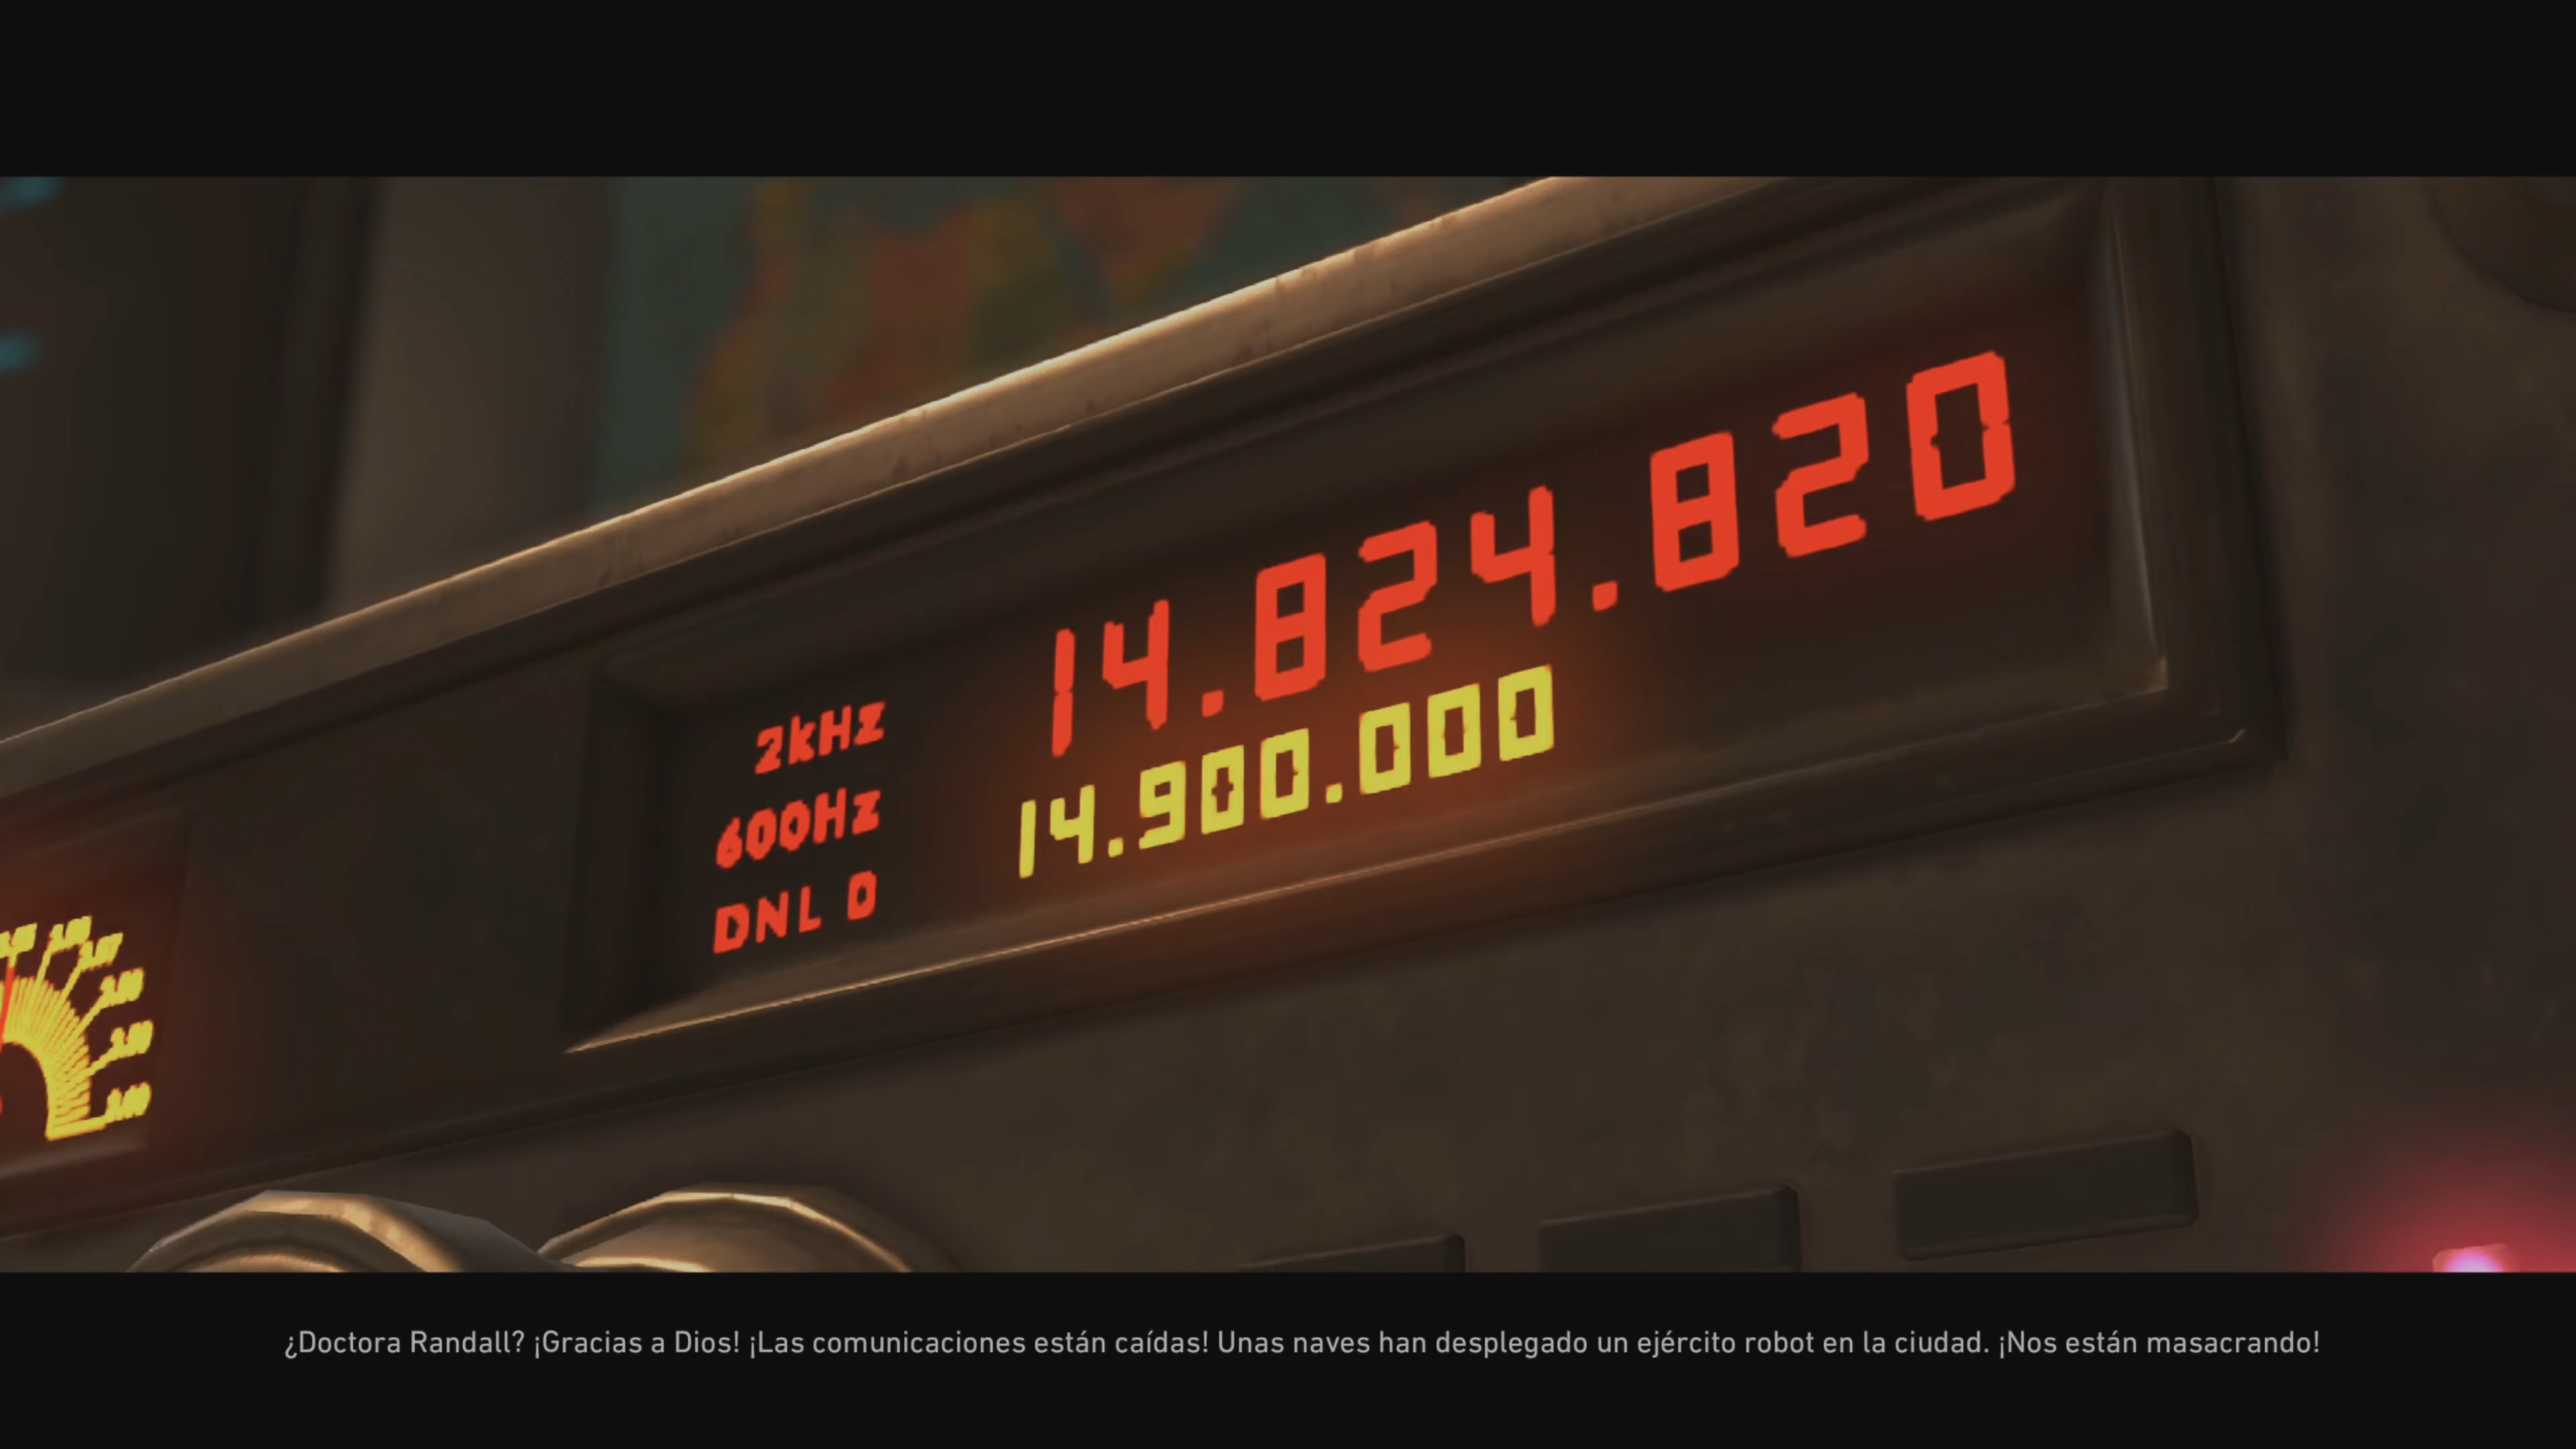 14.824.820
2kHz
14.900.000
600Hz
DNL 0
¿Doctora Randall? ¡Gracias a Dios! ¡Las comunicaciones están caídas! Unas naves han desplegado un ejército robot en la ciudad. ¡Nos están masacrando!